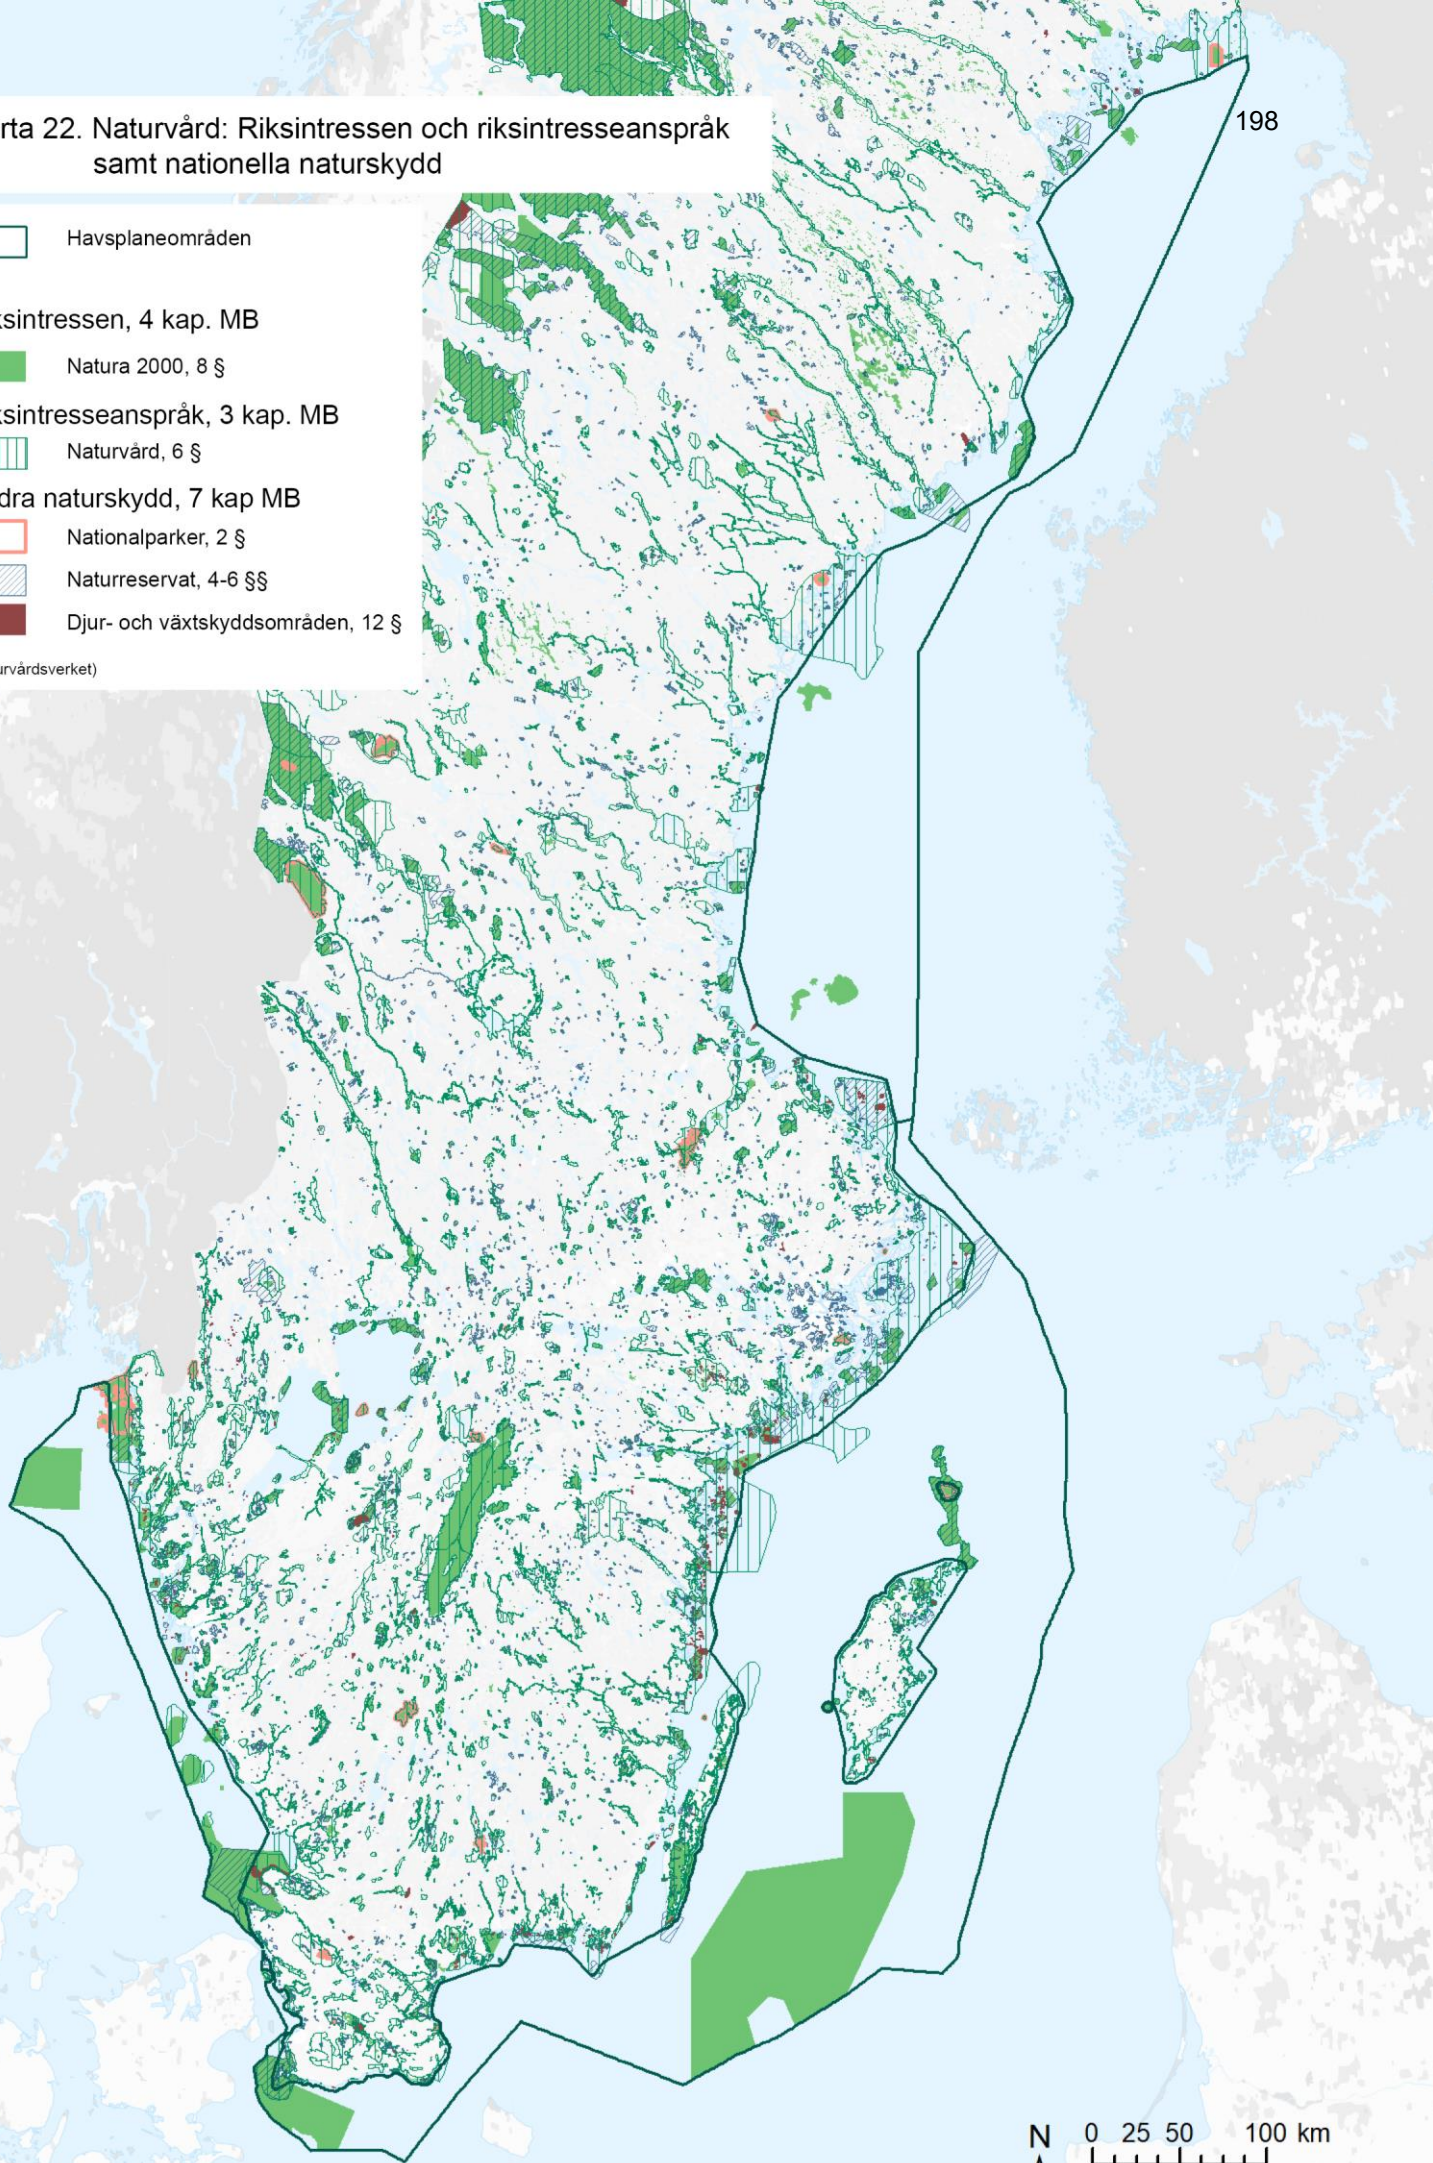 rta 22. Naturvård: Riksintressen och riksintresseanspråk
samt nationella naturskydd
198
Havsplaneområden
sintressen, 4 kap. MB
Natura 2000, 8 §
sintresseanspråk, 3 kap. MB
Naturvård, 6 §
dra naturskydd, 7 kap MB
Nationalparker, 2 §
Naturreservat, 4-6 §§
Djur- och växtskyddsområden, 12 §
urvårdsverket)
N 0 25 50 100 km